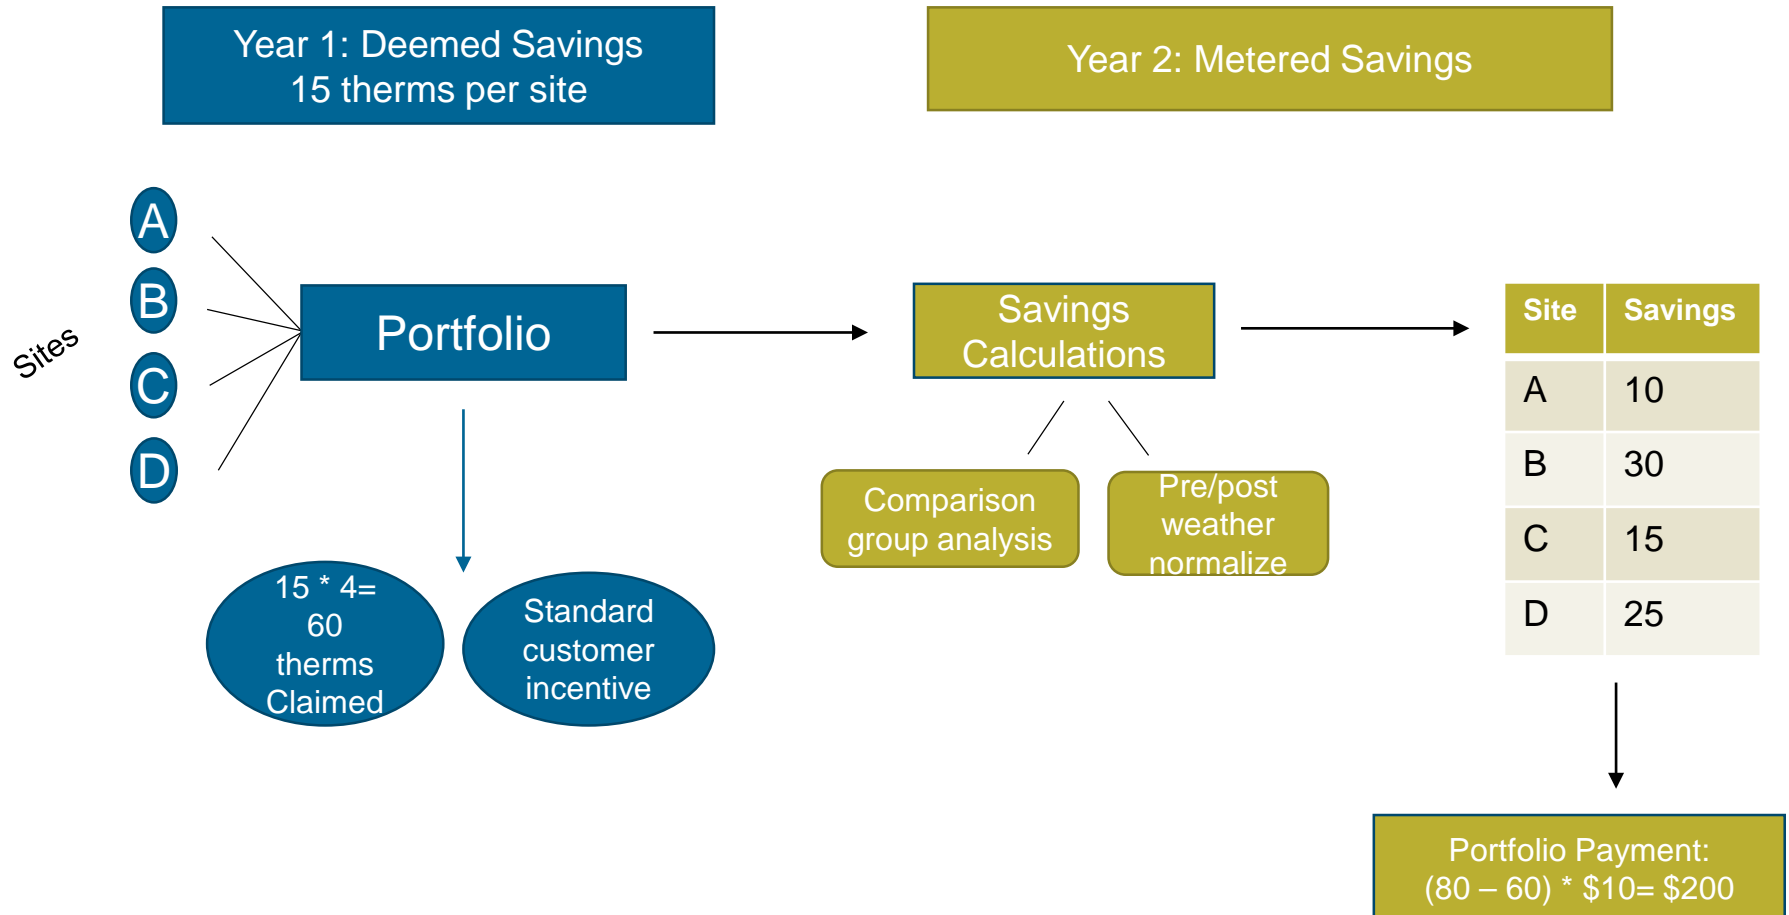 Year 1: Deemed Savings
15 therms per site
Year 2: Metered Savings
Sites
A
B
C
D
Portfolio
15 * 4=
60
therms
Claimed
Standard
customer
incentive
Savings
Calculations
Comparison
group analysis
Pre/post
weather
normalize
Site Savings
A 10
B 30
C 15
D 25
Portfolio Payment:
(80 – 60) * $10= $200